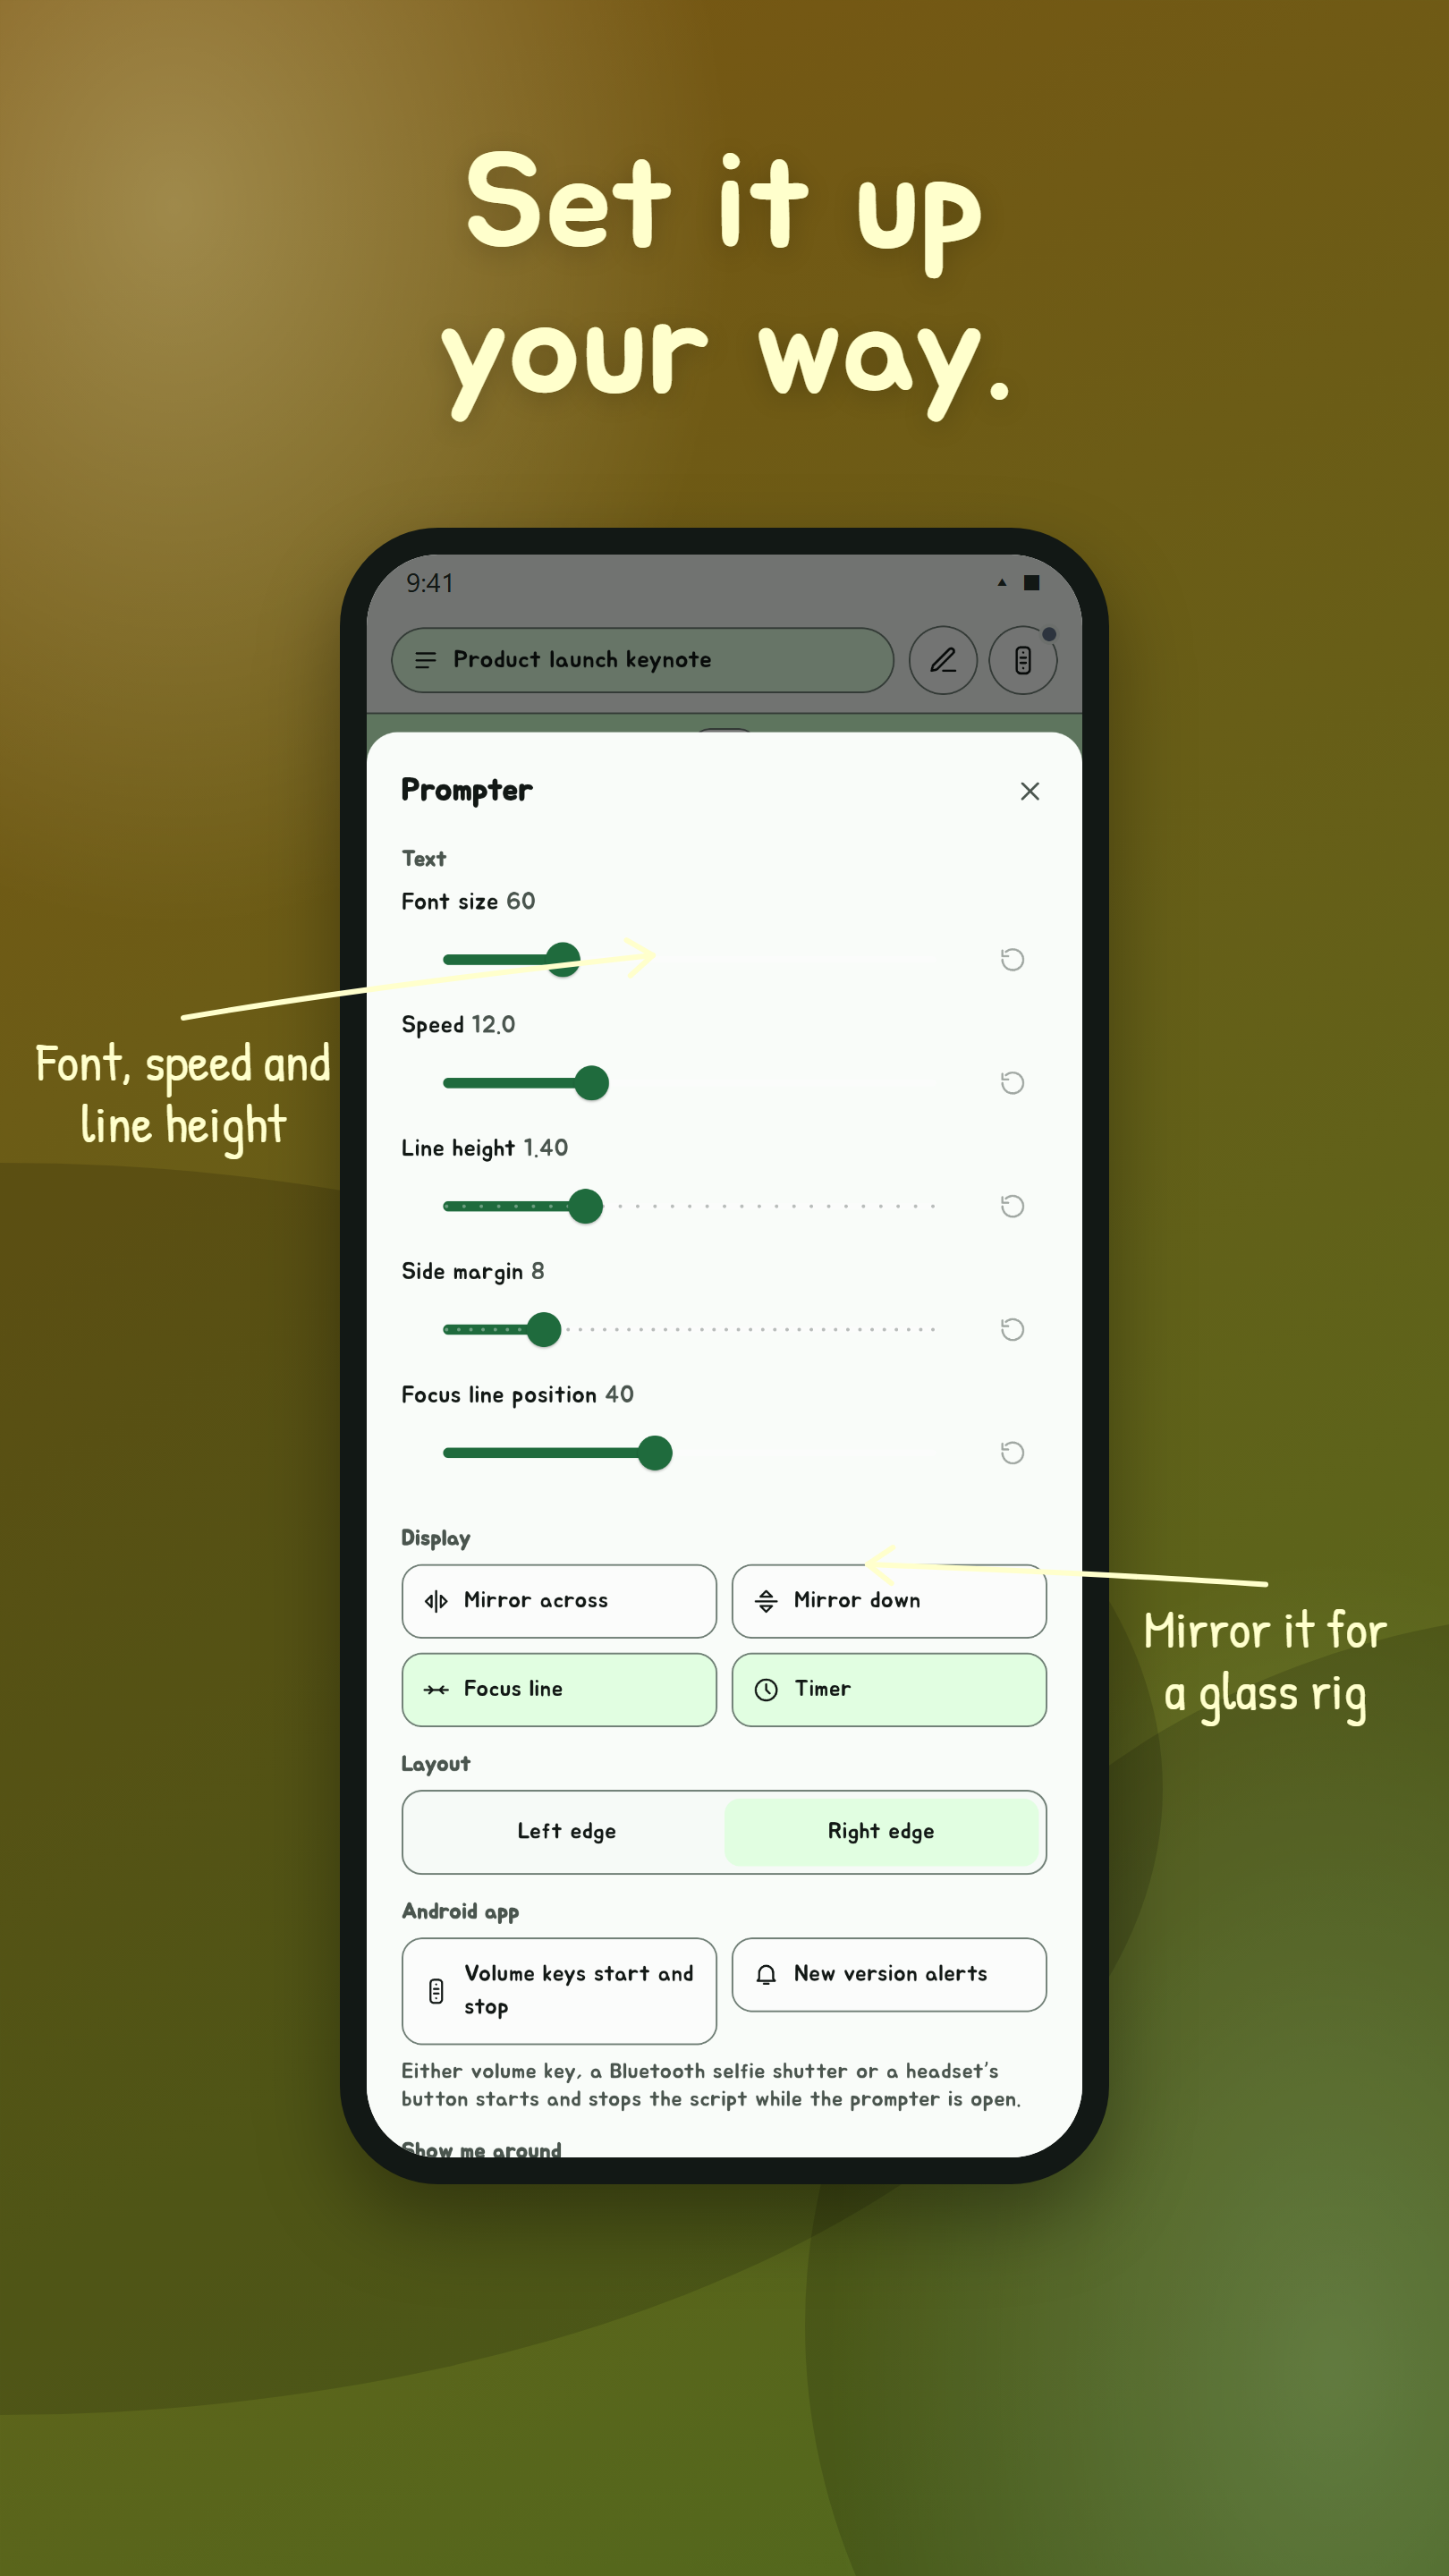 Set it up
your way.
9:41
Product launch keynote
Prompter
Text
Font size 60
Speed 12.0
Font, speed and
line height
Line height 1.40
Side margin 8
Focus line position 40
Display
Mirror across
Mirror down
Mirror it for
a glass rig
Focus line
Timer
Layout
Left edge
Right edge
Android app
Volume keys start and
stop
New version alerts
Either volume key, a Bluetooth selfie shutter or a headset's
button starts and stops the script while the prompter is open.
Show me around